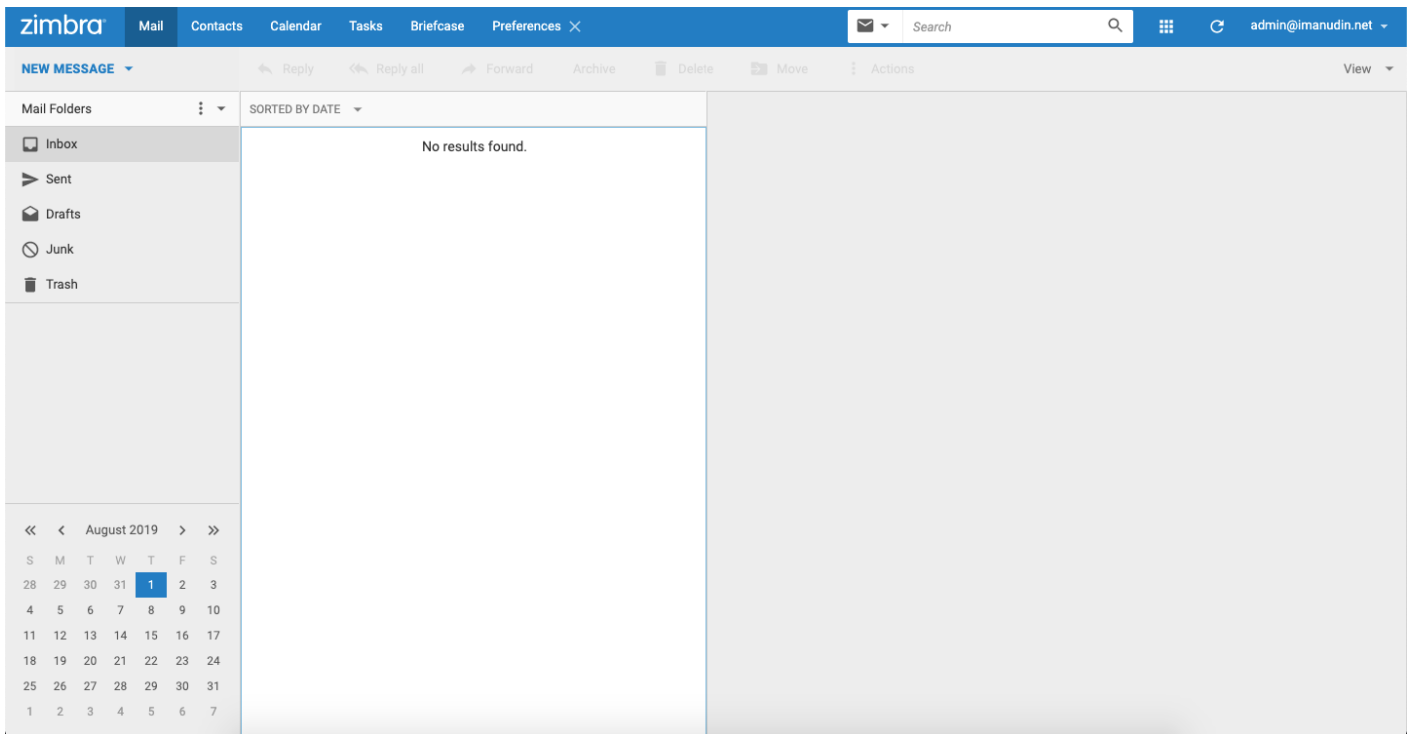 zimbra Mail Contacts Calendar Tasks Briefcase Preferences Search admin@imanudin.net
NEW MESSAGE Reply Reply all Forward Archive Delete Move Actions View
Mail Folders SORTED BY DATE
Inbox No results found.
Sent
Drafts
Junk
Trash
August 2019
S M T W T F S
28 29 30 31 1 2 3
4 5 6 7 8 9 10
11 12 13 14 15 16 17
18 19 20 21 22 23 24
25 26 27 28 29 30 31
1 2 3 4 5 6 7